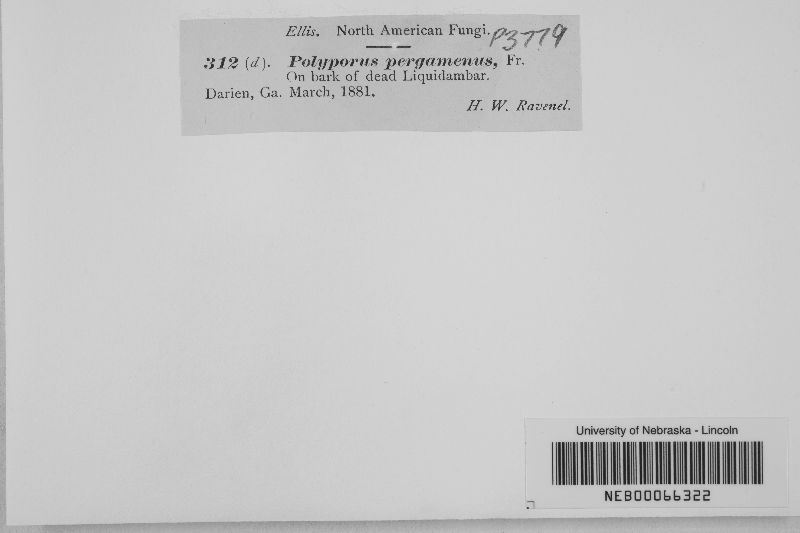 Ellis. North American Fungi. P3779
312 (d). Polyporus pergamenus, Fr.
On bark of dead Liquidambar.
Darien, Ga. March, 1881.
H. W. Ravenel.
University of Nebraska - Lincoln
NEB00066322